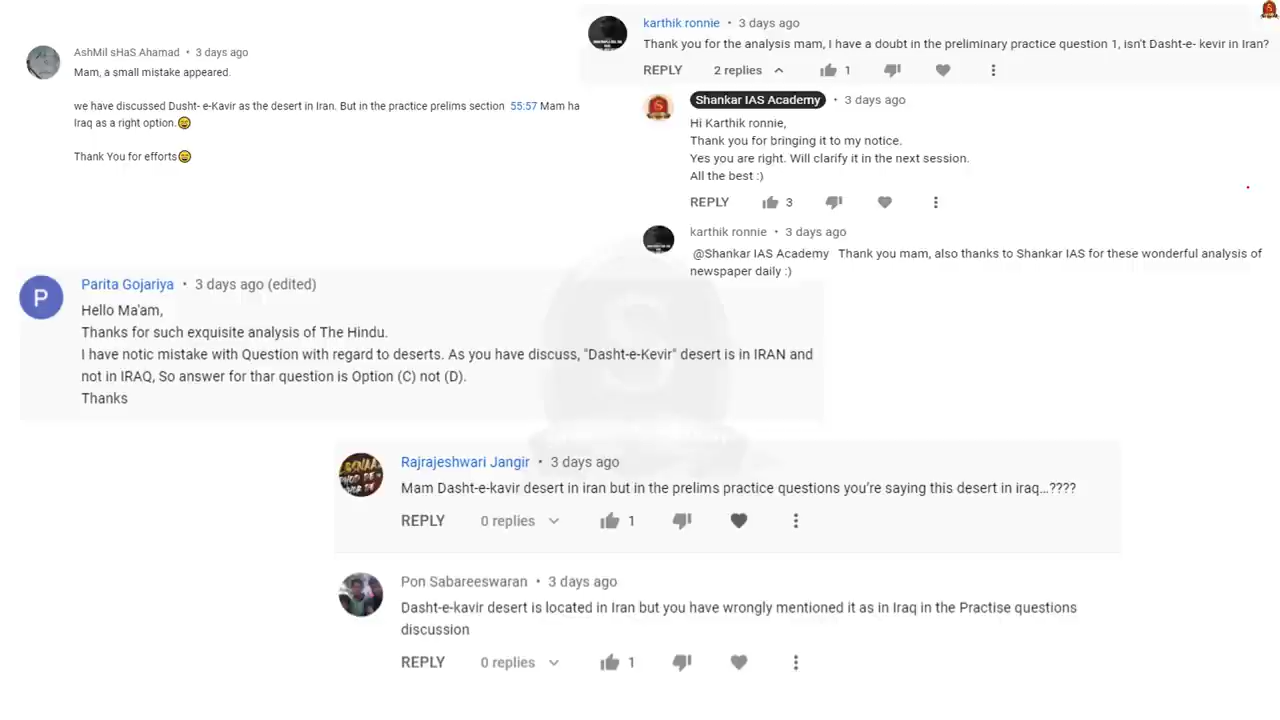 AshMil sHaS Ahamad • 3 days ago
Mam, a small mistake appeared.
we have discussed Dusht- e-Kavir as the desert in Iran. But in the practice prelims section 55:57 Mam ha
Iraq as a right option.😅
Thank You for efforts😅
karthik ronnie • 3 days ago
Thank you for the analysis mam, I have a doubt in the preliminary practice question 1, isn't Dasht-e- kevir in Iran?
REPLY 2 replies 1
Shankar IAS Academy • 3 days ago
Hi Karthik ronnie,
Thank you for bringing it to my notice.
Yes you are right. Will clarify it in the next session.
All the best :)
REPLY 3
karthik ronnie • 3 days ago
@Shankar IAS Academy Thank you mam, also thanks to Shankar IAS for these wonderful analysis of
newspaper daily :)
P
Parita Gojariya • 3 days ago (edited)
Hello Ma'am,
Thanks for such exquisite analysis of The Hindu.
I have notic mistake with Question with regard to deserts. As you have discuss, "Dasht-e-Kevir" desert is in IRAN and
not in IRAQ, So answer for thar question is Option (C) not (D).
Thanks
Rajrajeshwari Jangir • 3 days ago
Mam Dasht-e-kavir desert in iran but in the prelims practice questions you're saying this desert in iraq...????
REPLY 0 replies 1
Pon Sabareeswaran • 3 days ago
Dasht-e-kavir desert is located in Iran but you have wrongly mentioned it as in Iraq in the Practise questions
discussion
REPLY 0 replies 1